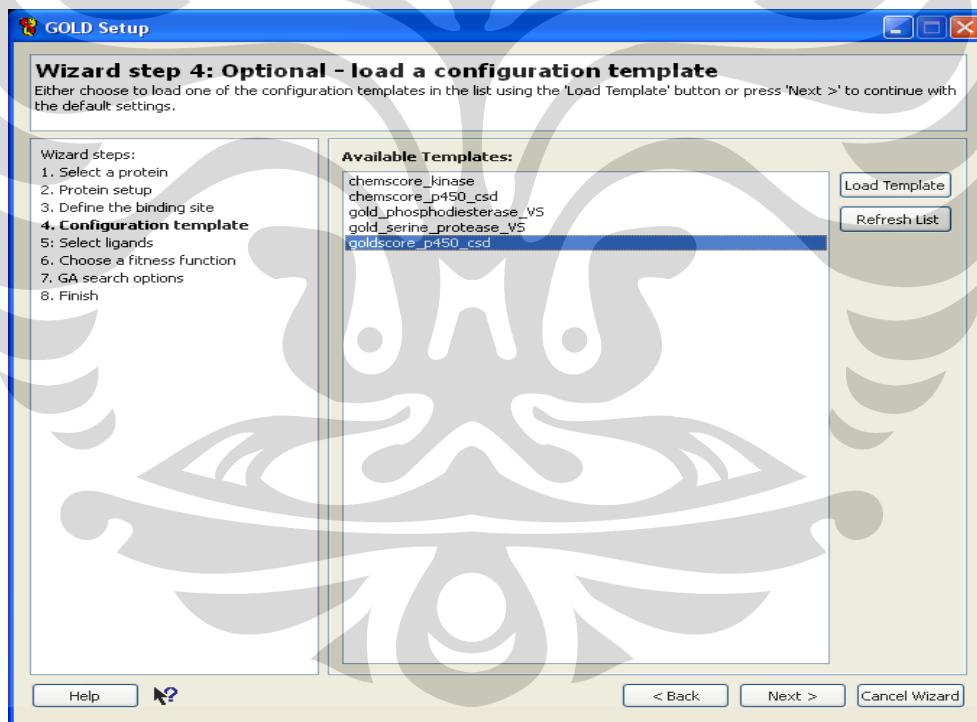 GOLD Setup
Wizard step 4: Optional - load a configuration template
Either choose to load one of the configuration templates in the list using the 'Load Template' button or press 'Next >' to continue with
the default settings.
Wizard steps:
1. Select a protein
2. Protein setup
3. Define the binding site
4. Configuration template
5: Select ligands
6. Choose a fitness function
7. GA search options
8. Finish
Available Templates:
chemscore_kinase
chemscore_p450_csd
gold_phosphodiesterase_VS
gold_serine_protease_VS
goldscore_p450_csd
Load Template
Refresh List
Help
?
< Back
Next >
Cancel Wizard